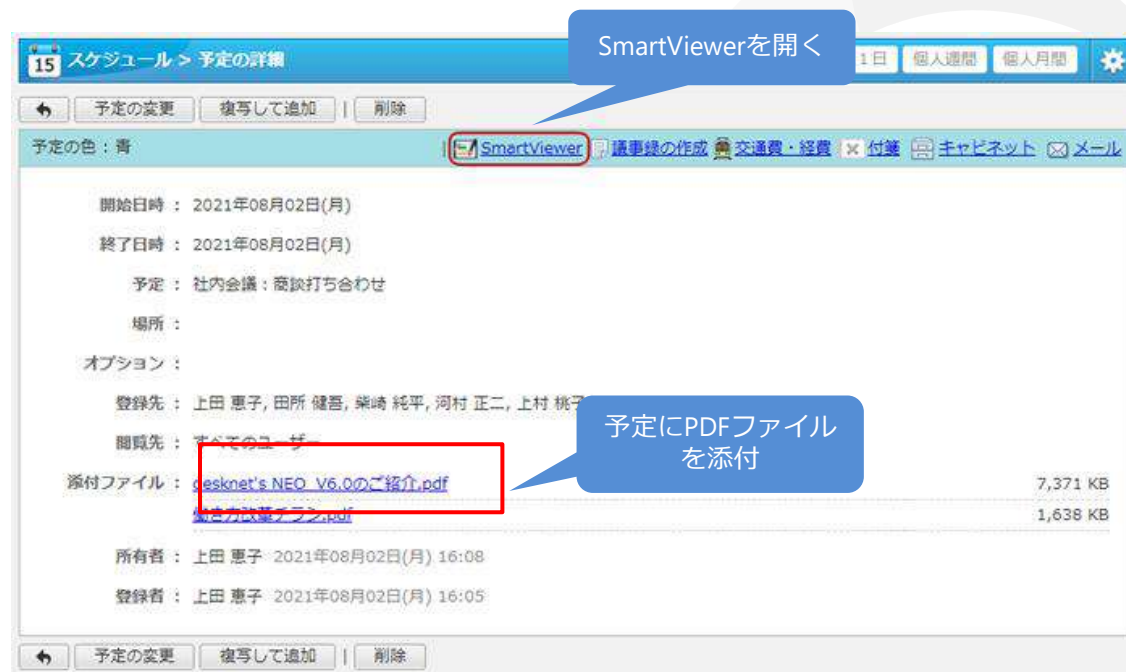 SmartViewerを開く
15 スケジュール > 予定の詳細 1日 個人週間 個人月間
予定の変更 複写して追加 | 削除
予定の色：青 | SmartViewer 議事録の作成 交通費・経費 付箋 キャビネット メール
開始日時 : 2021年08月02日(月)
終了日時 : 2021年08月02日(月)
予定 : 社内会議：商談打ち合わせ
場所 :
オプション :
登録先 : 上田 恵子, 田所 健吾, 柴崎 純平, 河村 正二, 上村 桃子
予定にPDFファイル
を添付
閲覧先 : すべてのユーザー
添付ファイル : desknet's NEO_V6.0のご紹介.pdf 7,371 KB
働き方改革チラシ.pdf 1,638 KB
所有者 : 上田 恵子 2021年08月02日(月) 16:08
登録者 : 上田 恵子 2021年08月02日(月) 16:05
予定の変更 複写して追加 | 削除